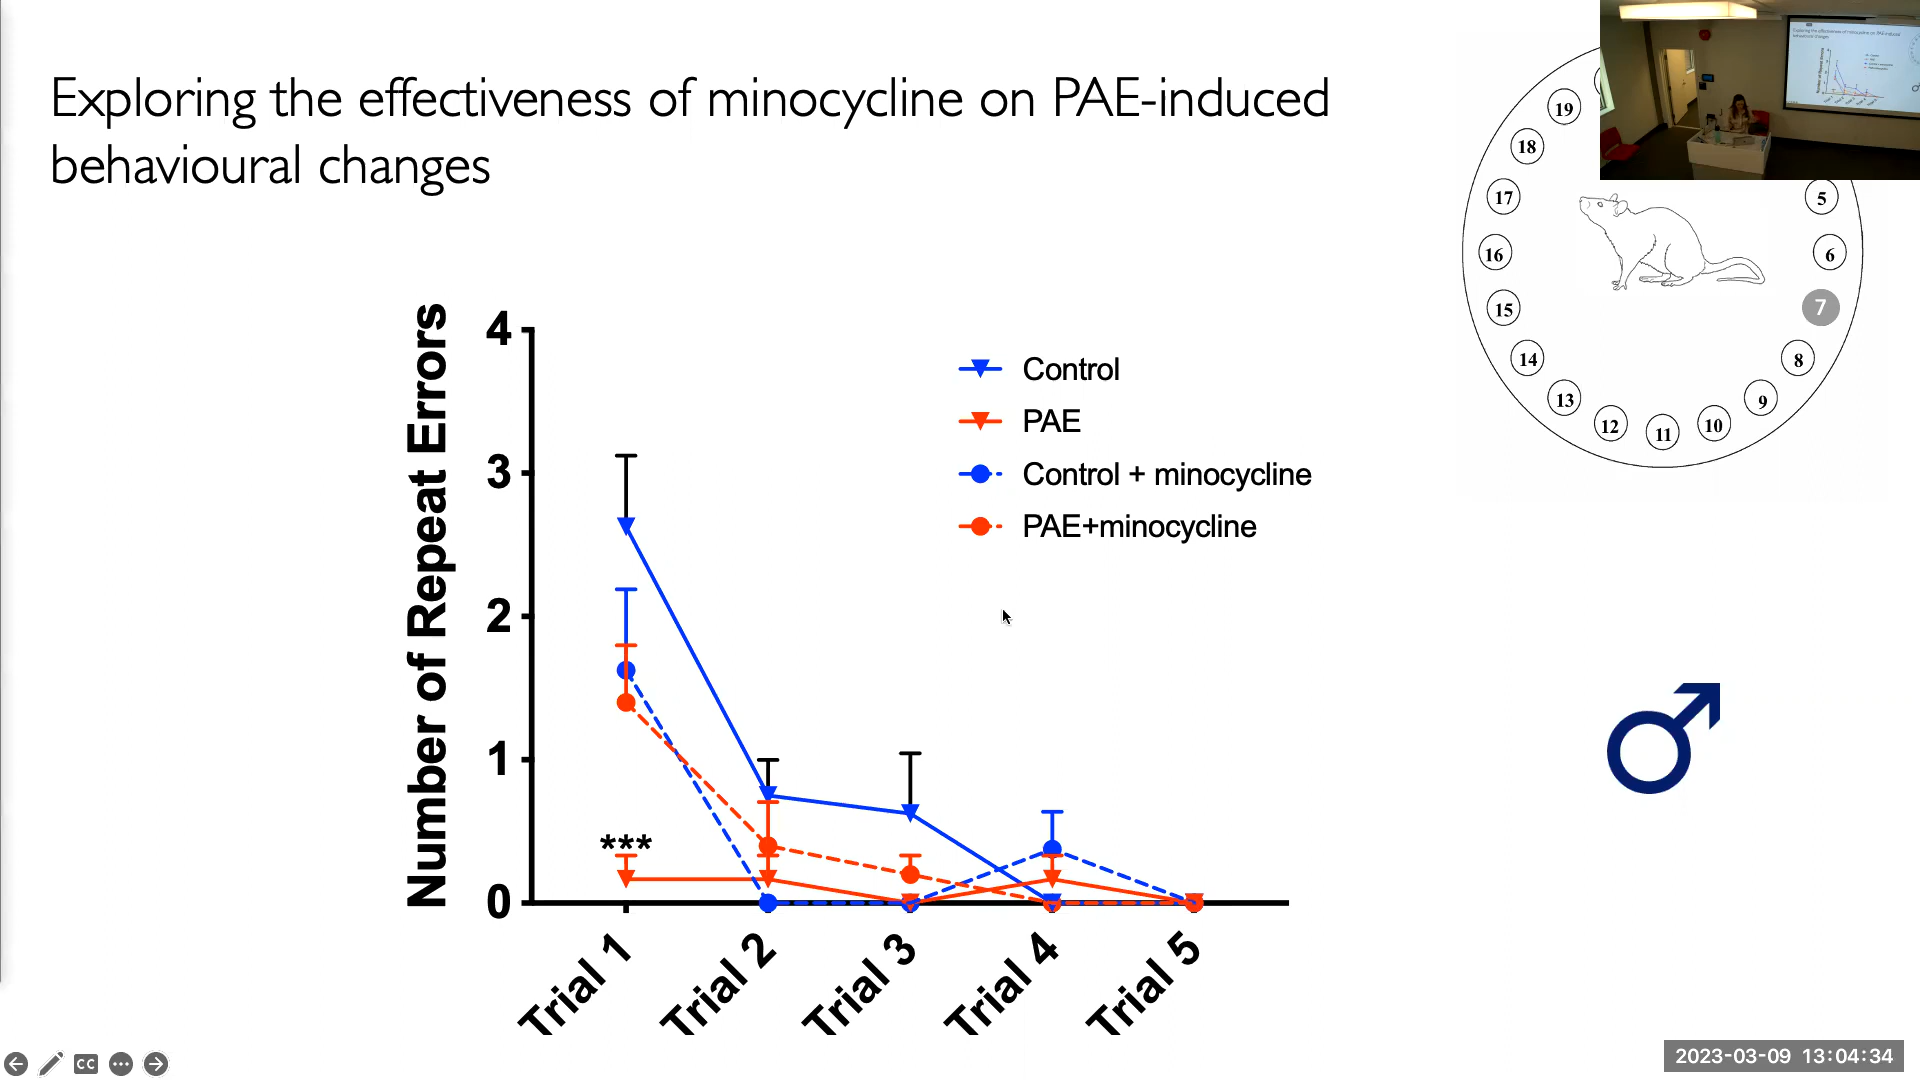 Exploring the effectiveness of minocycline on PAE-induced
behavioural changes
Number of Repeat Errors
4
3
2
1
0
***
Control
PAE
Control + minocycline
PAE+minocycline
Trial 1
Trial 2
Trial 3
Trial 4
Trial 5
19
18
17
16
15
14
13
12
11
10
9
8
7
6
5
CC
2023-03-09 13:04:34